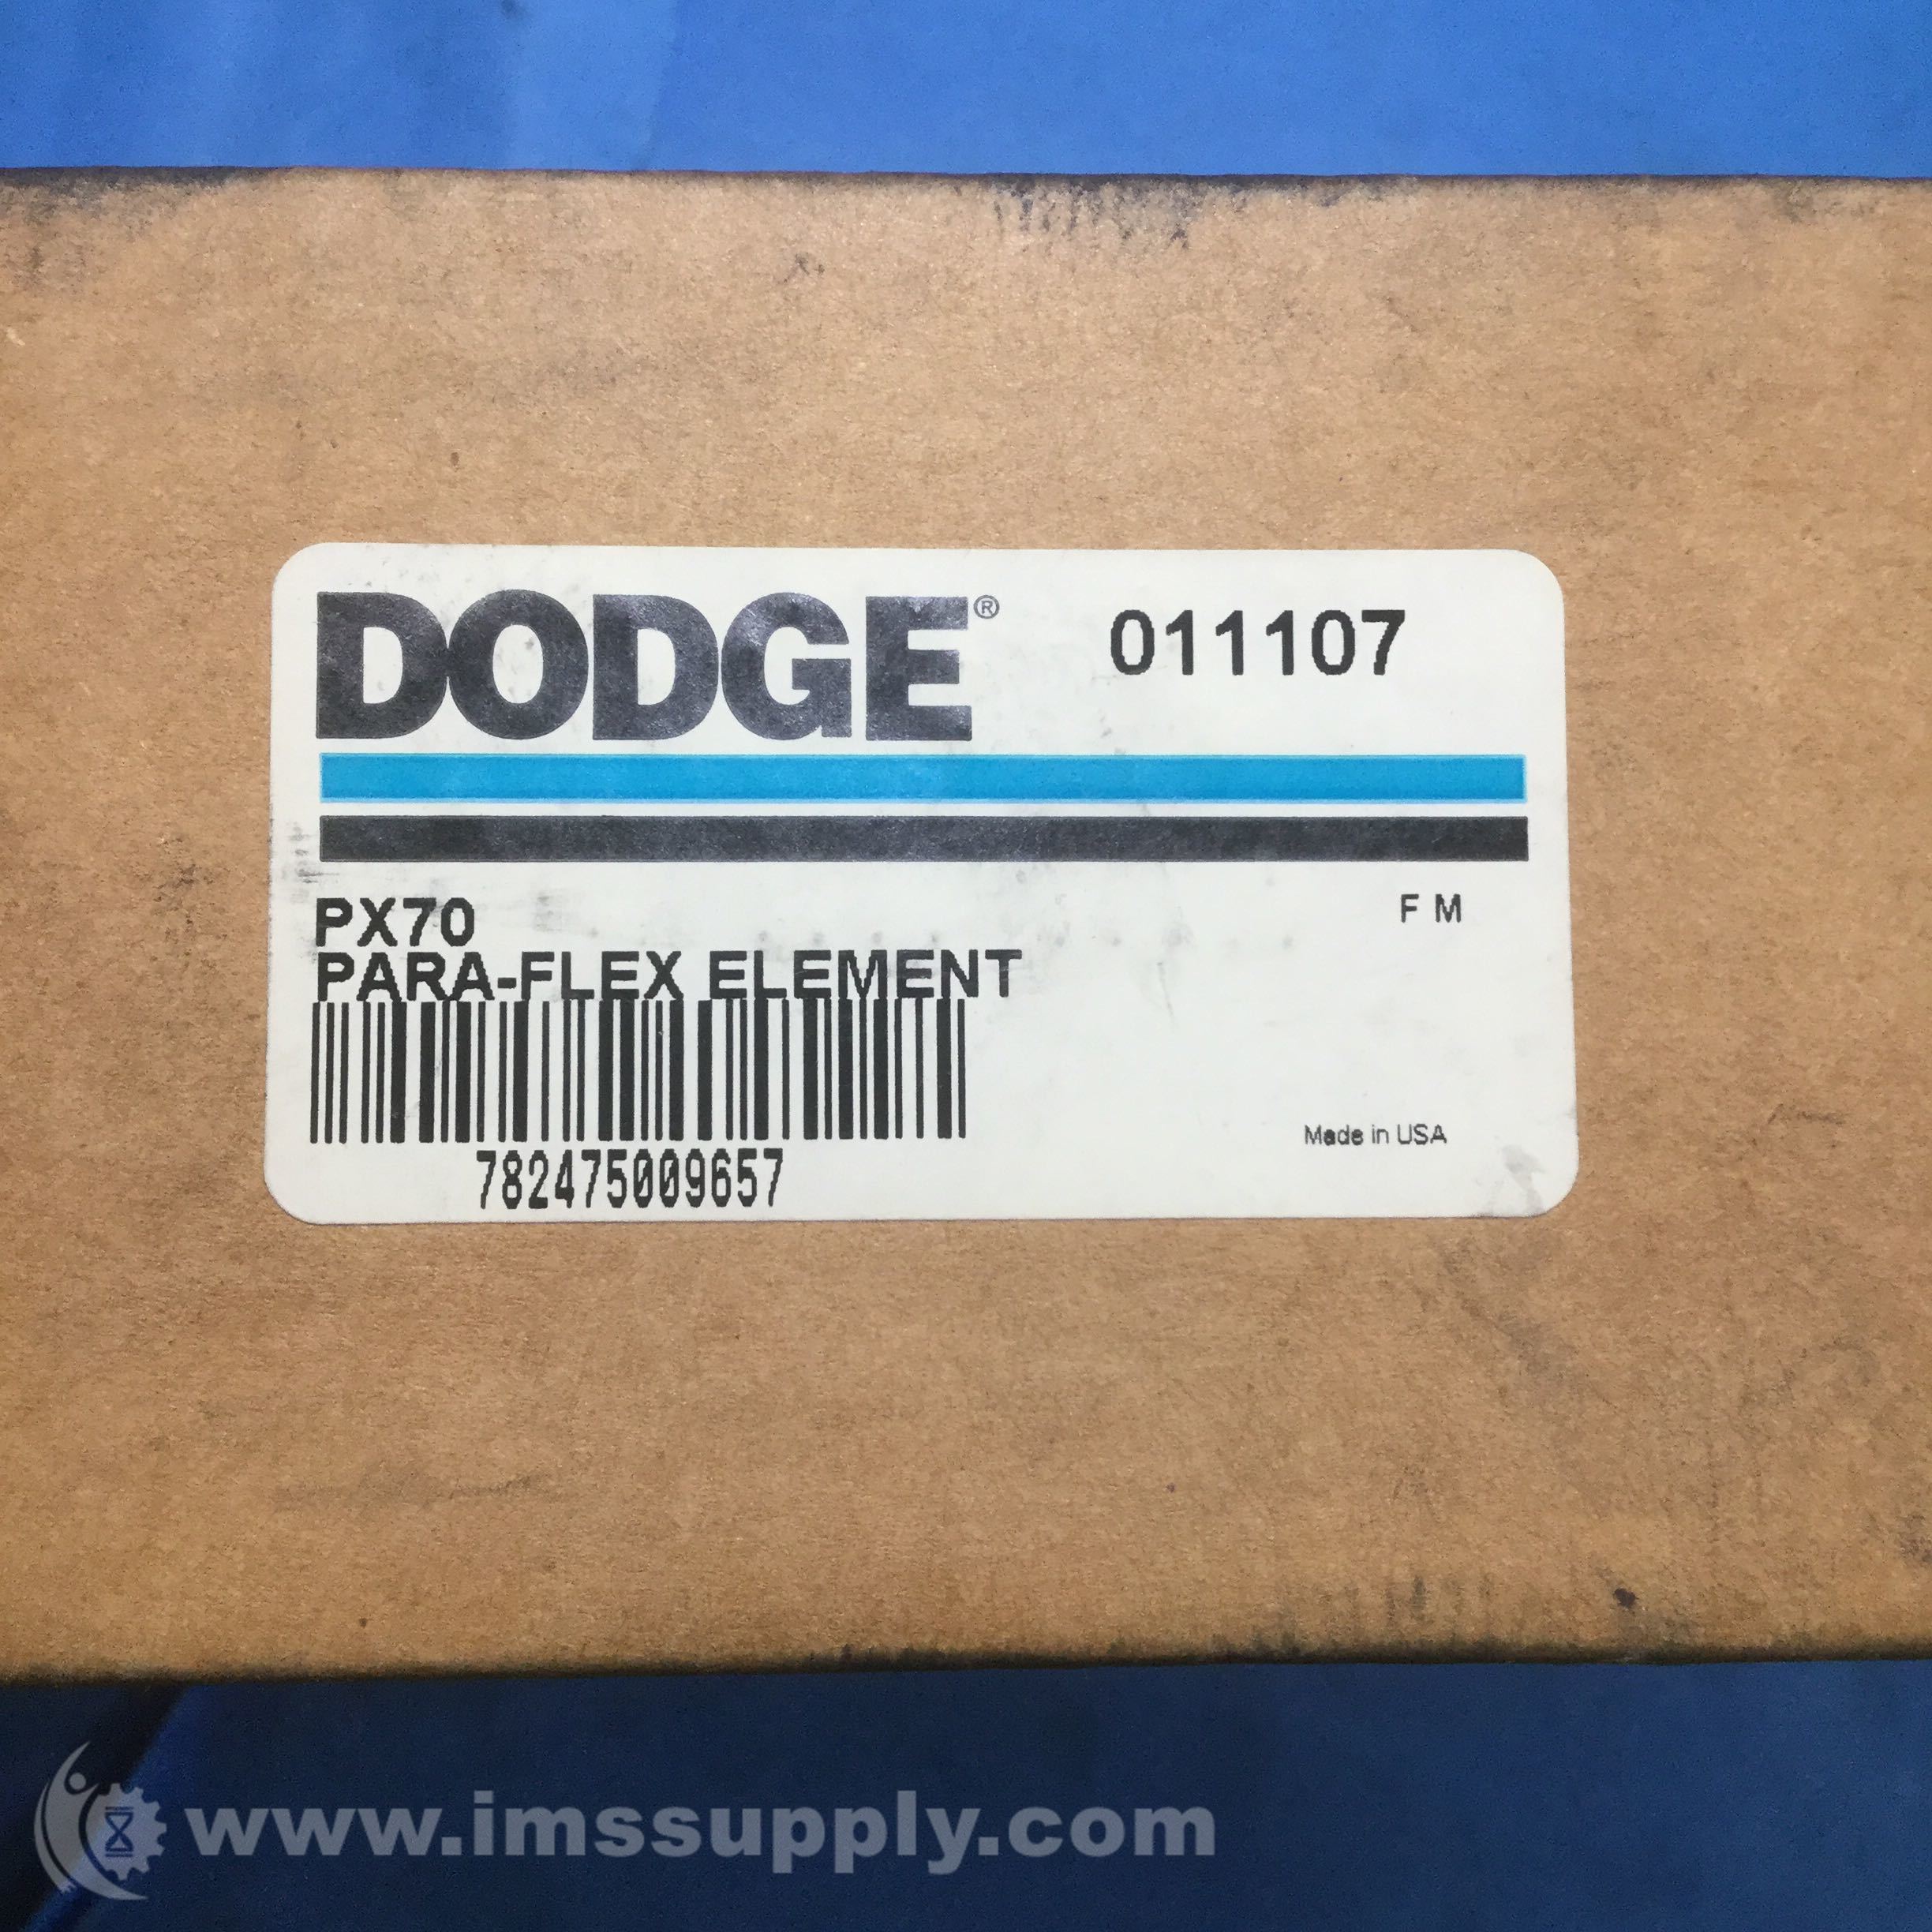 DODGE® 011107
PX70 F M
PARA-FLEX ELEMENT
Made in USA
782475009657
www.imssupply.com